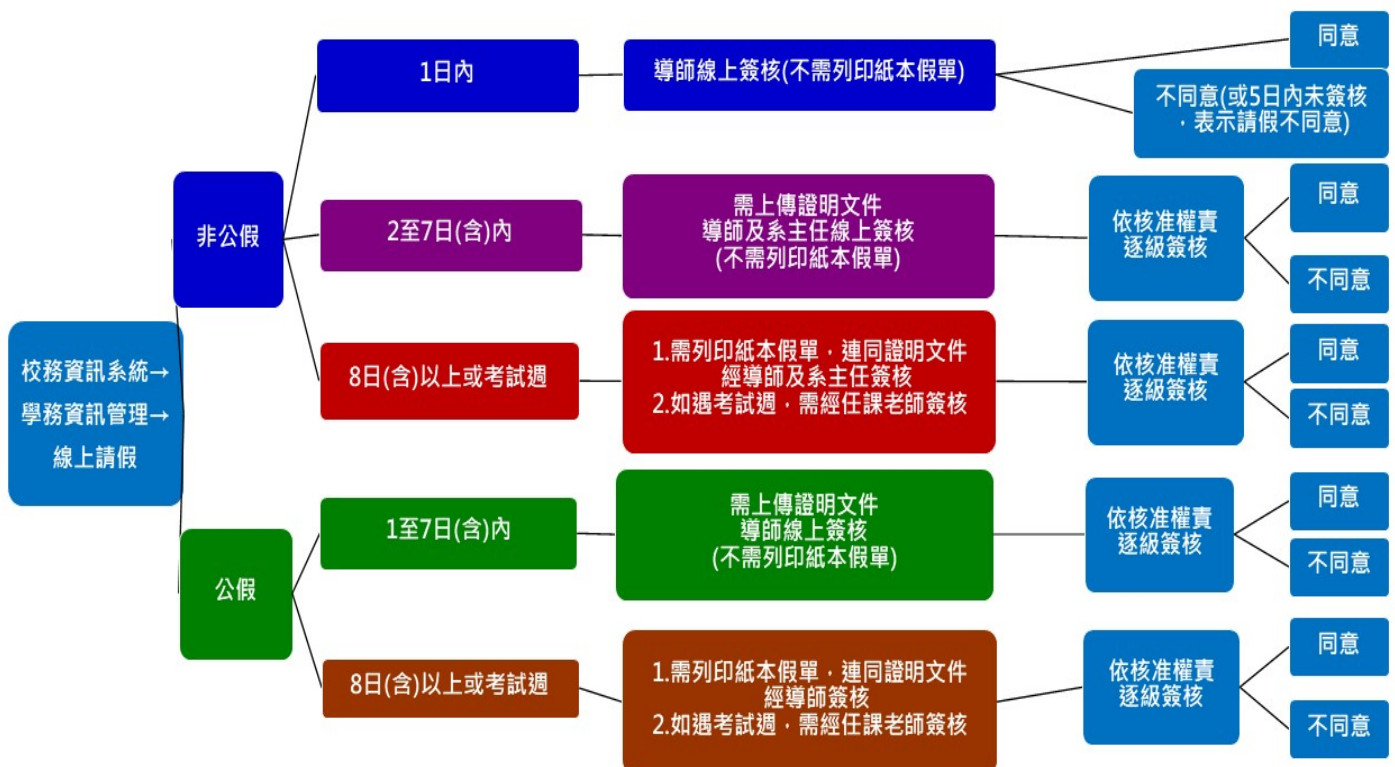 校務資訊系統→
學務資訊管理→
線上請假
非公假
1日內
導師線上簽核(不需列印紙本假單)
同意
不同意(或5日內未簽核
，表示請假不同意)
2至7日(含)內
需上傳證明文件
導師及系主任線上簽核
(不需列印紙本假單)
依核准權責
逐級簽核
同意
不同意
8日(含)以上或考試週
1.需列印紙本假單，連同證明文件
經導師及系主任簽核
2.如遇考試週，需經任課老師簽核
依核准權責
逐級簽核
同意
不同意
公假
1至7日(含)內
需上傳證明文件
導師線上簽核
(不需列印紙本假單)
依核准權責
逐級簽核
同意
不同意
8日(含)以上或考試週
1.需列印紙本假單，連同證明文件
經導師簽核
2.如遇考試週，需經任課老師簽核
依核准權責
逐級簽核
同意
不同意